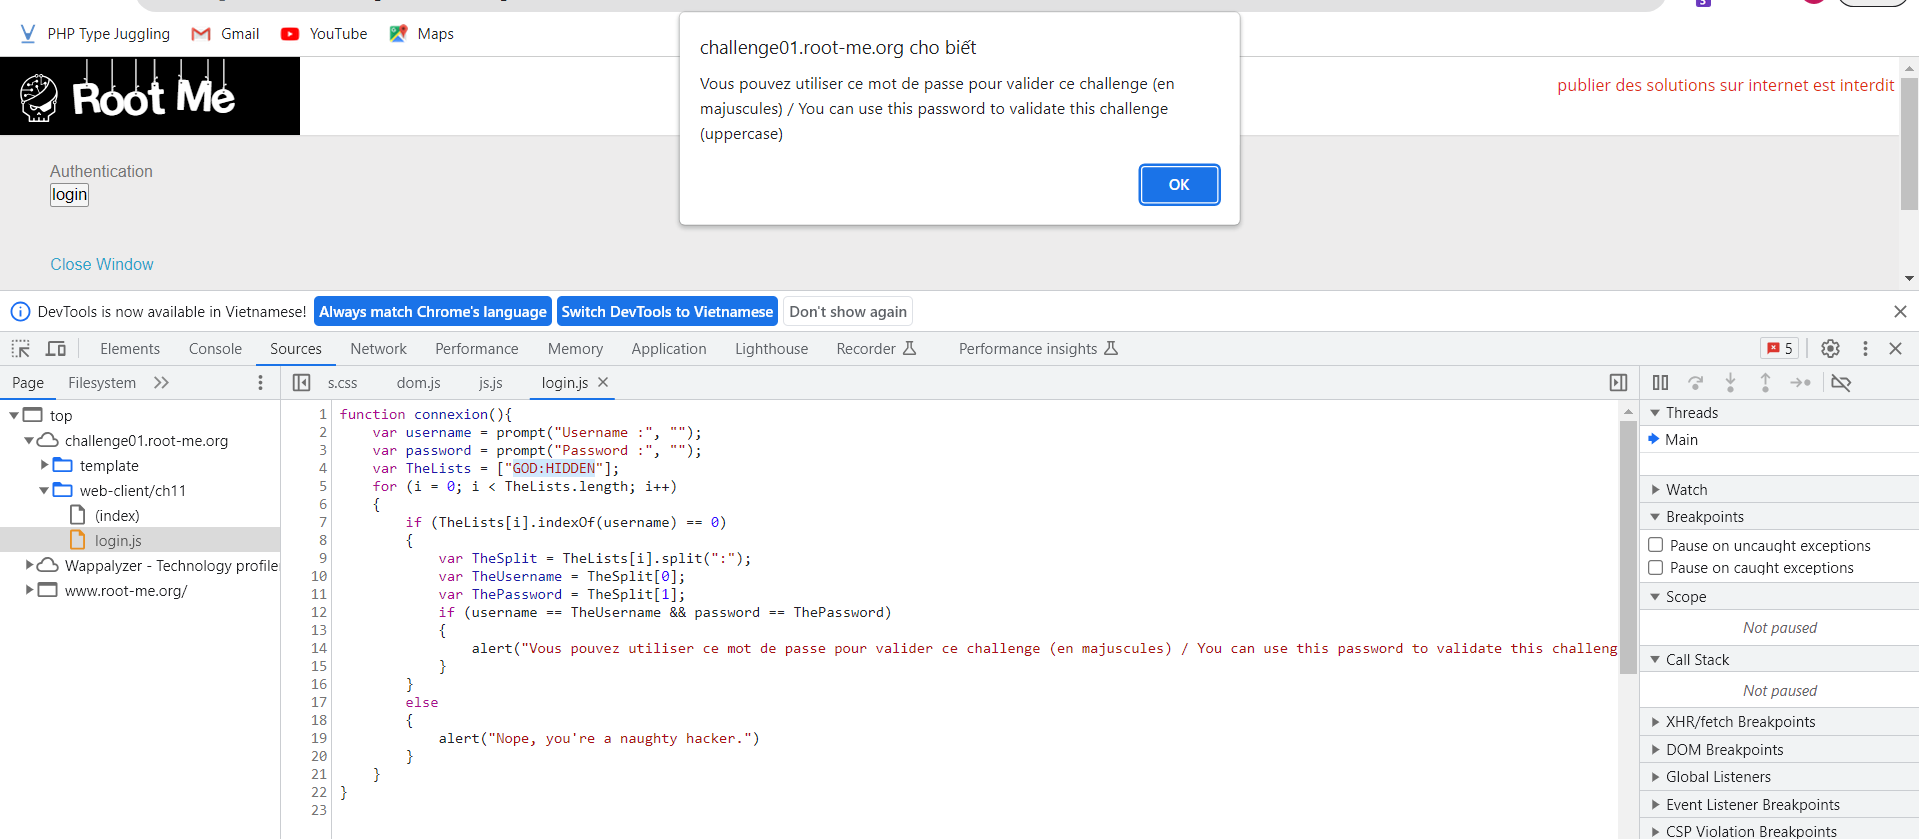 PHP Type Juggling Gmail YouTube Maps
challenge01.root-me.org cho biết
Vous pouvez utiliser ce mot de passe pour valider ce challenge (en
majuscules) / You can use this password to validate this challenge
(uppercase)
OK
Root Me
publier des solutions sur internet est interdit
Authentication
login
Close Window
DevTools is now available in Vietnamese! Always match Chrome's language Switch DevTools to Vietnamese Don't show again
Elements Console Sources Network Performance Memory Application Lighthouse Recorder Performance insights 5
Page Filesystem
s.css dom.js js.js login.js
top
challenge01.root-me.org
template
web-client/ch11
(index)
login.js
Wappalyzer - Technology profile
www.root-me.org/
1 function connexion(){
2 var username = prompt("Username :", "");
3 var password = prompt("Password :", "");
4 var TheLists = ["GOD:HIDDEN"];
5 for (i = 0; i < TheLists.length; i++)
6 {
7 if (TheLists[i].indexOf(username) == 0)
8 {
9 var TheSplit = TheLists[i].split(":");
10 var TheUsername = TheSplit[0];
11 var ThePassword = TheSplit[1];
12 if (username == TheUsername && password == ThePassword)
13 {
14 alert("Vous pouvez utiliser ce mot de passe pour valider ce challenge (en majuscules) / You can use this password to validate this challeng
15 }
16 }
17 else
18 {
19 alert("Nope, you're a naughty hacker.")
20 }
21 }
22 }
23
Threads
Main
Watch
Breakpoints
Pause on uncaught exceptions
Pause on caught exceptions
Scope
Not paused
Call Stack
Not paused
XHR/fetch Breakpoints
DOM Breakpoints
Global Listeners
Event Listener Breakpoints
CSP Violation Breakpoints